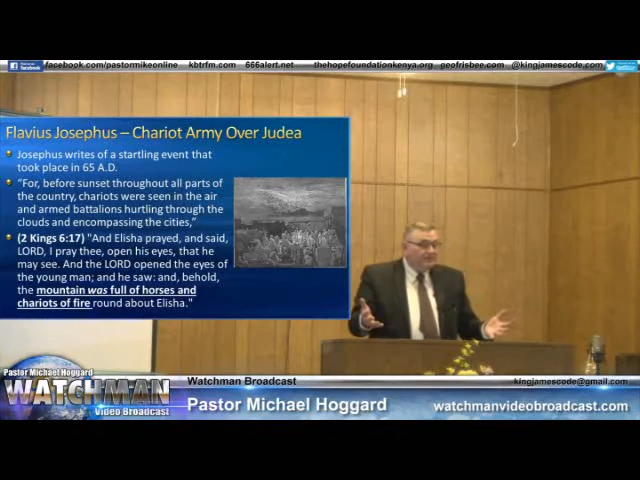 facebook.com/pastormikeonline kbtrfm.com 666alert.net thehopefoundationkenya.org geofrisbee.com @kingjamescode.com
Flavius Josephus – Chariot Army Over Judea
Josephus writes of a startling event that
took place in 65 A.D.
"For, before sunset throughout all parts of
the country, chariots were seen in the air
and armed battalions hurtling through the
clouds and encompassing the cities,"
(2 Kings 6:17) "And Elisha prayed, and said,
LORD, I pray thee, open his eyes, that he
may see. And the LORD opened the eyes of
the young man; and he saw: and, behold,
the mountain was full of horses and
chariots of fire round about Elisha."
Pastor Michael Hoggard
WATCHMAN
Video Broadcast
Watchman Broadcast
kingjamescode@gmail.com
Pastor Michael Hoggard
watchmanvideobroadcast.com